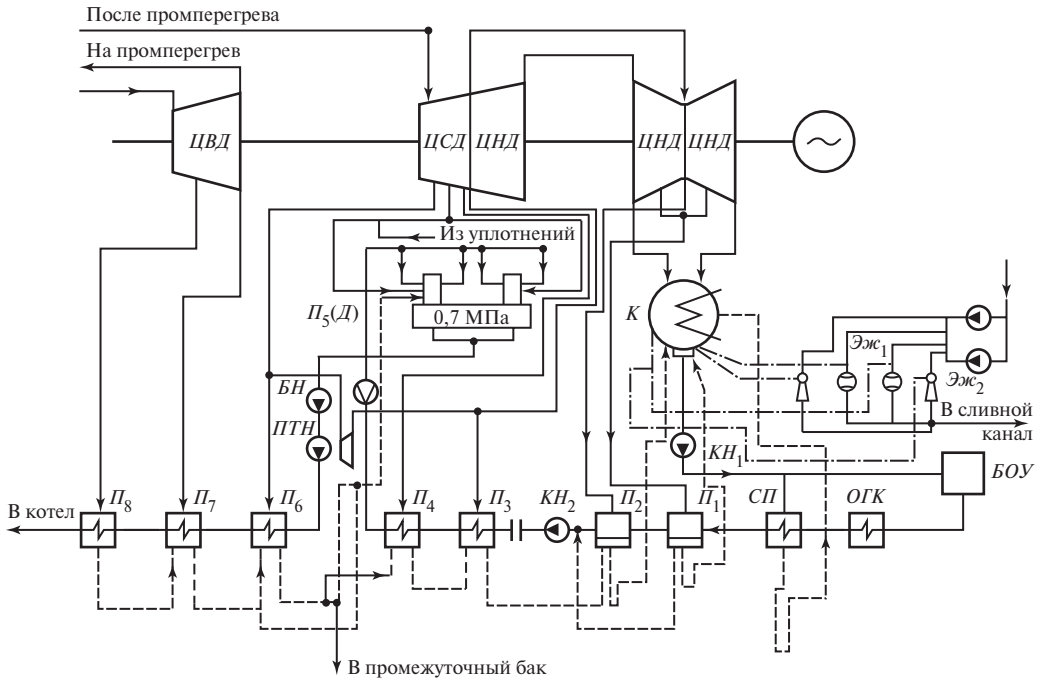 После промперегрева
На промперегрев
ЦВД
ЦСД
ЦНД
ЦНД
ЦНД
Из уплотнений
П5(Д)
0,7 МПа
К
Эж1
Эж2
В сливной
канал
БН
ПТН
КН1
БОУ
В котел
П8
П7
П6
П4
П3
КН2
П2
П1
СП
ОГК
В промежуточный бак